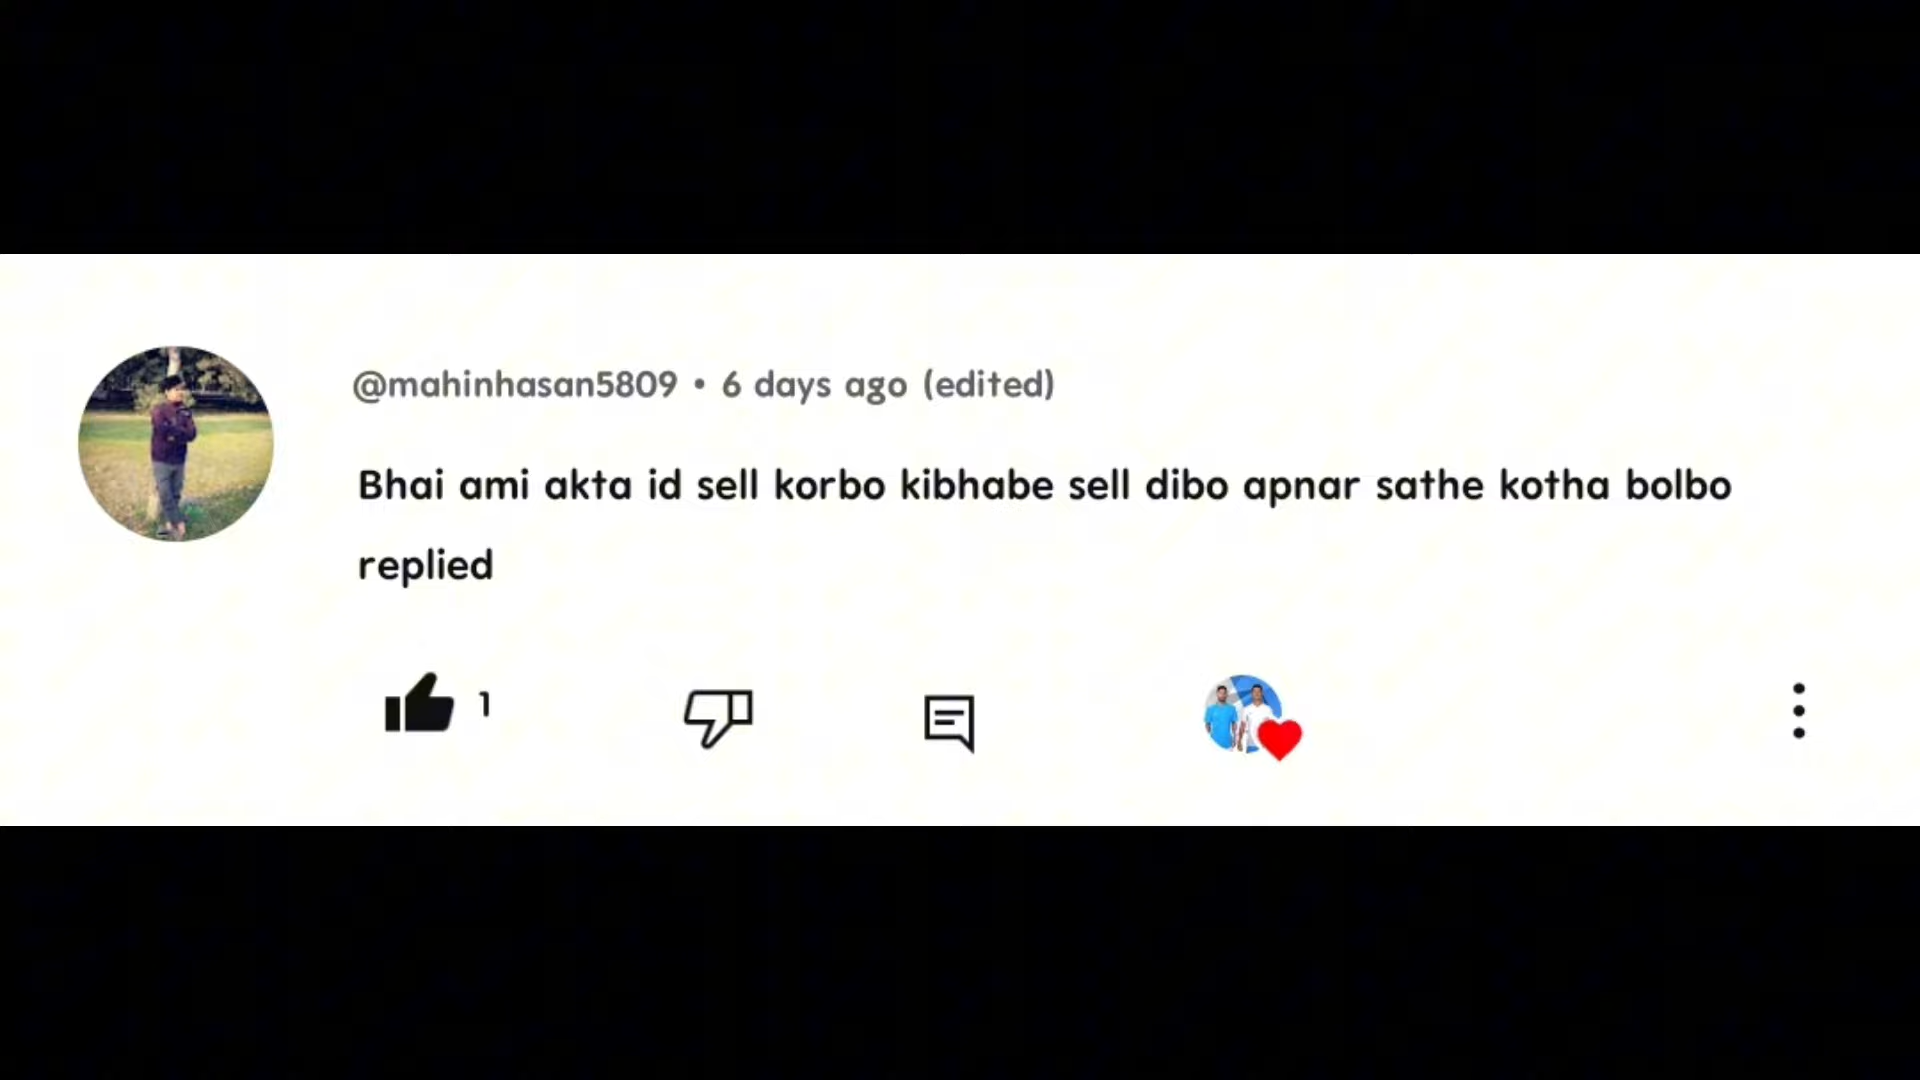 @mahinhasan5809 • 6 days ago (edited)
Bhai ami akta id sell korbo kibhabe sell dibo apnar sathe kotha bolbo
replied
1